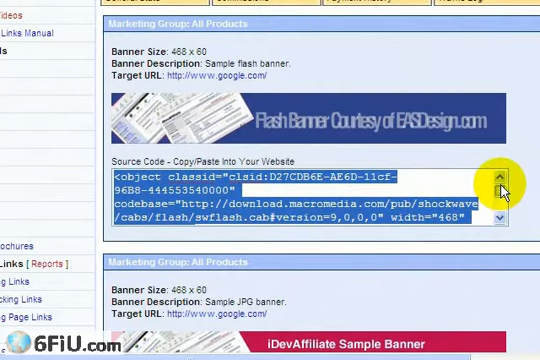 Videos
Links Manual
Marketing Group: All Products
Banner Size: 468 x 60
Banner Description: Sample flash banner.
Target URL: http://www.google.com/
Flash Banner Courtesy of EASDesign.com
Source Code - Copy/Paste Into Your Website
<object classid="clsid:D27CDB6E-AE6D-11cf-
96B8-444553540000"
codebase="http://download.macromedia.com/pub/shockwave
/cabs/flash/swflash.cab#version=9,0,0,0" width="468"
Marketing Group: All Products
Banner Size: 468 x 60
Banner Description: Sample JPG banner.
Target URL: http://www.google.com/
iDevAffiliate Sample Banner
Links [ Reports ]
ng Links
cking Links
ng Page Links
6FiU.com